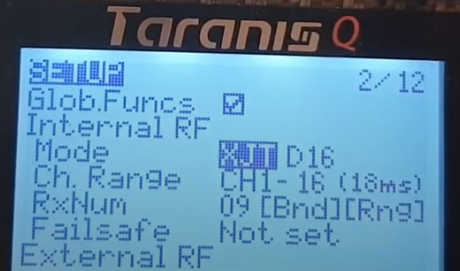 Taranis Q
SETUP 2/12
Glob.Funcs
Internal RF
Mode XJT D16
Ch. Range CH1-16 (18ms)
RxNum 09 [Bnd][Rng]
Failsafe Not set
External RF